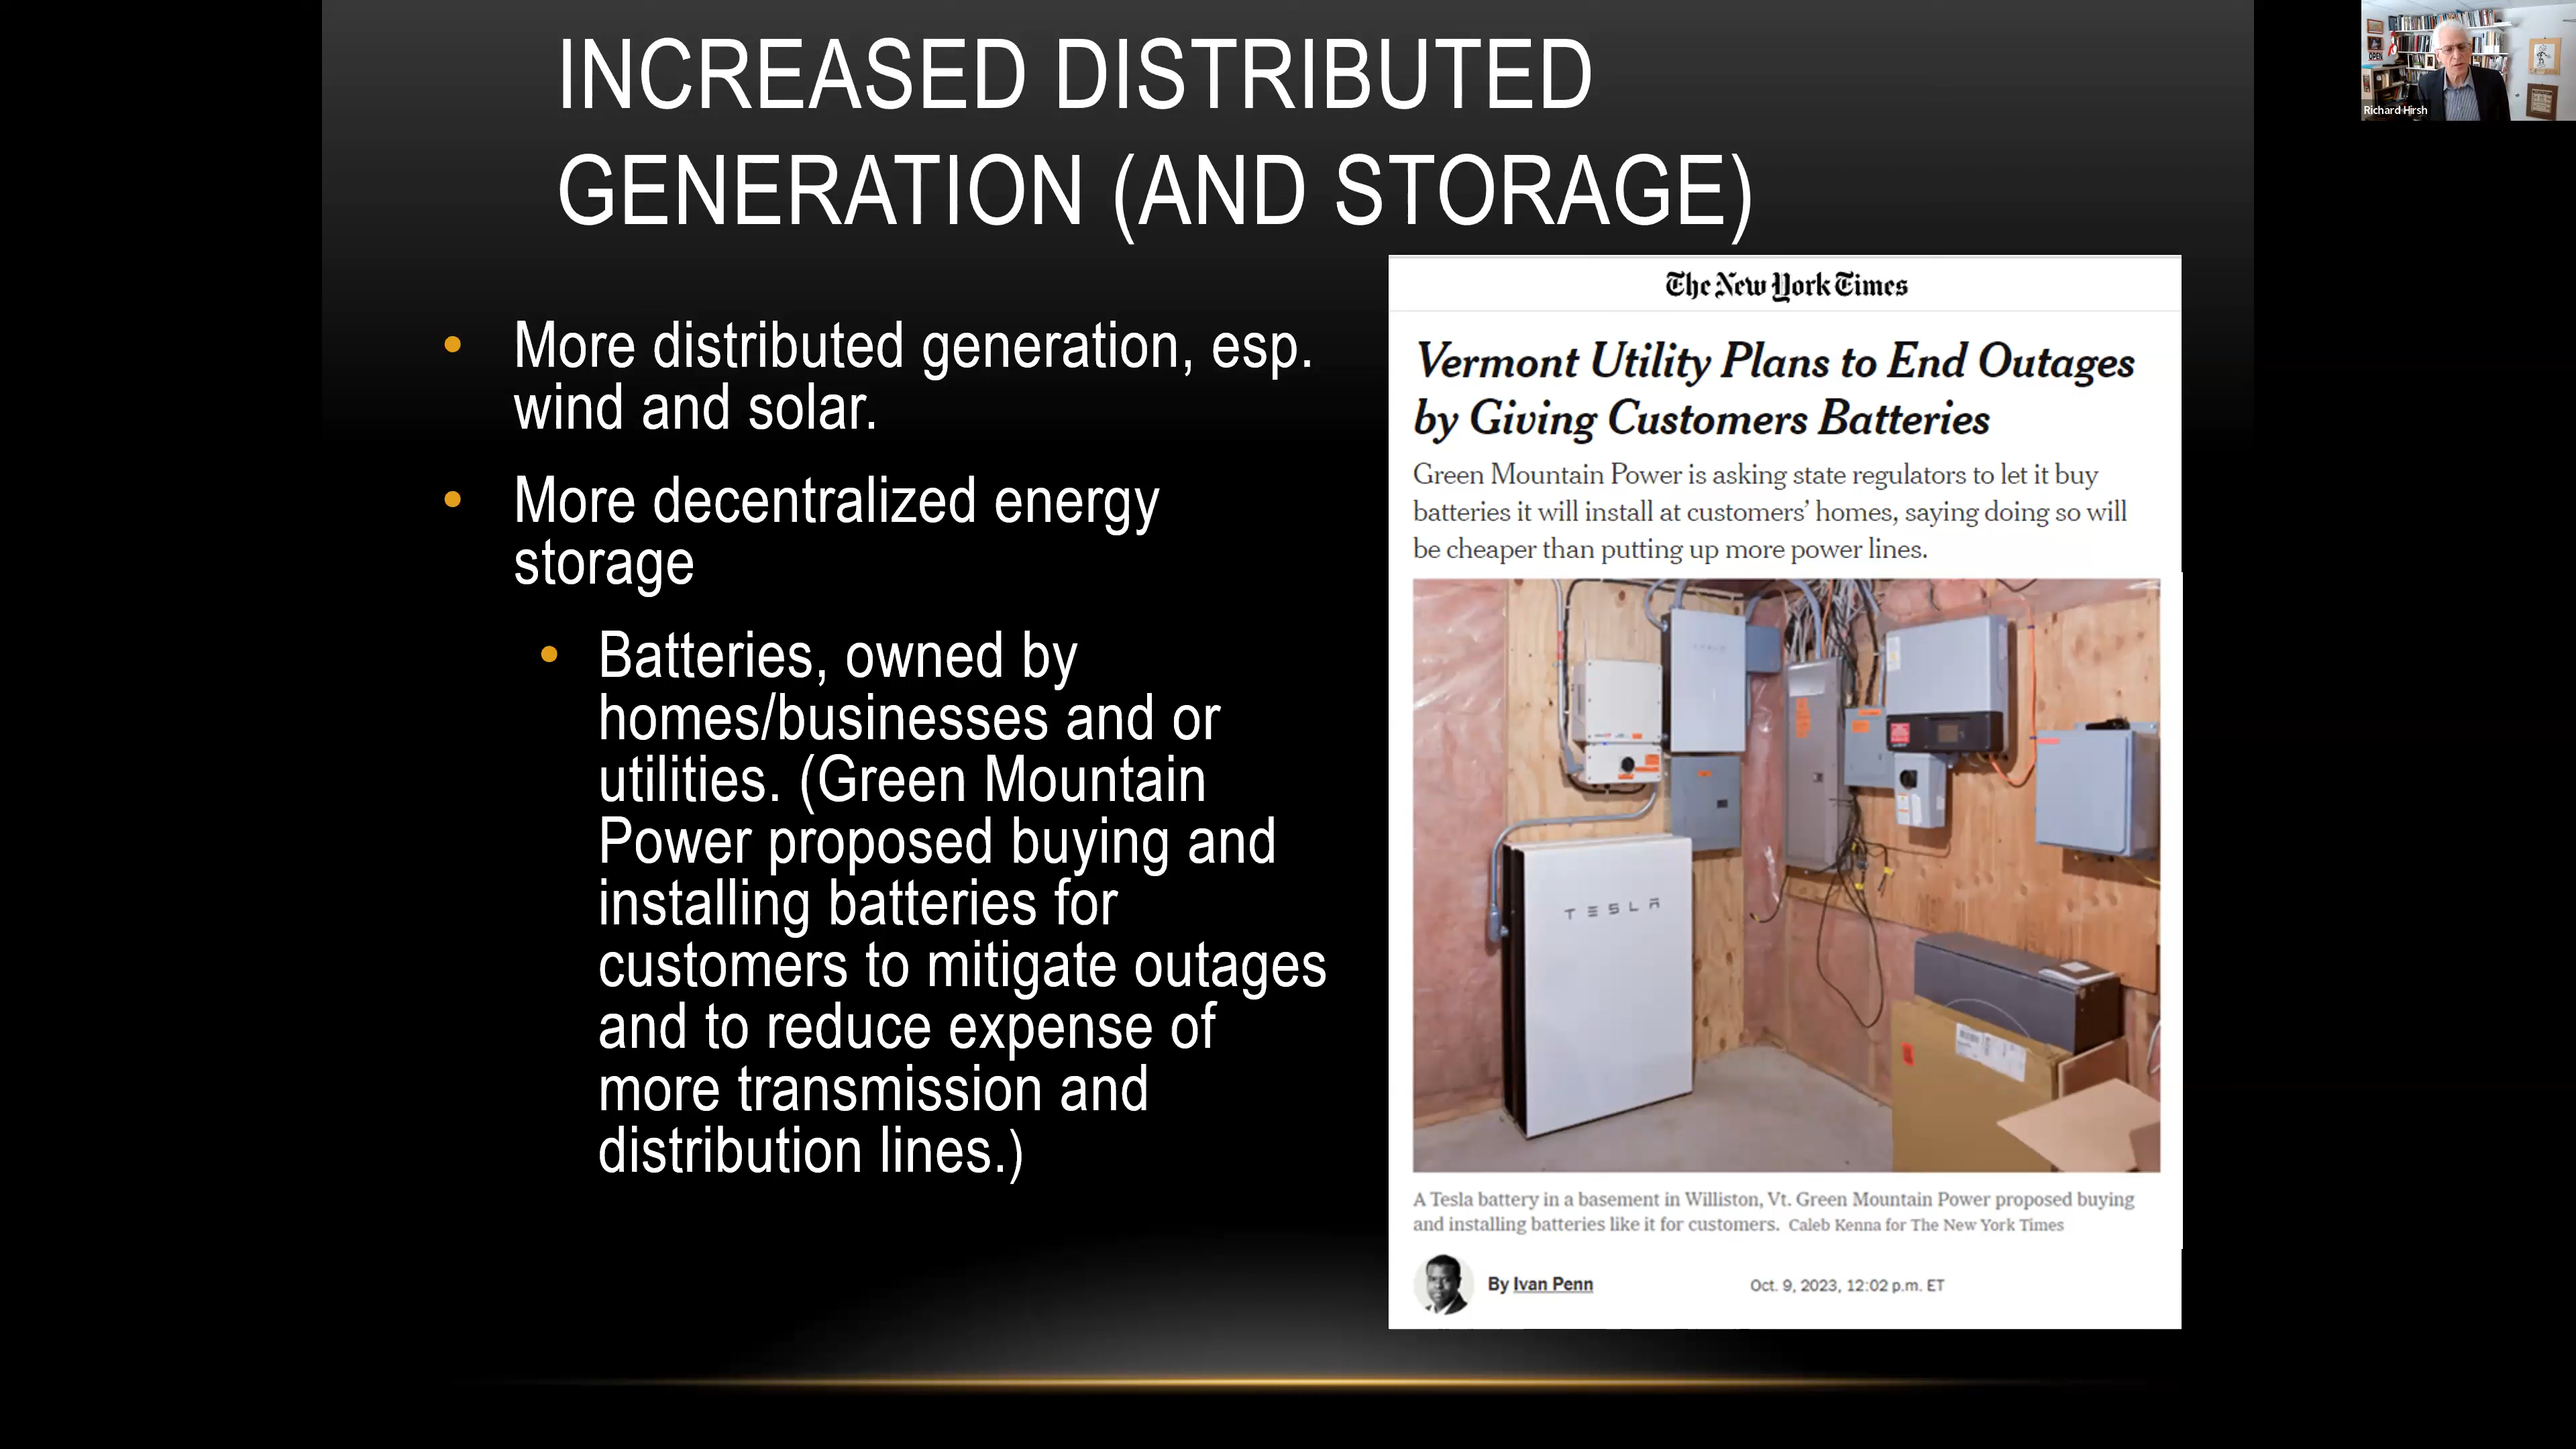 INCREASED DISTRIBUTED
GENERATION (AND STORAGE)
Richard Hirsh
OPEN
• More distributed generation, esp.
wind and solar.
• More decentralized energy
storage
• Batteries, owned by
homes/businesses and or
utilities. (Green Mountain
Power proposed buying and
installing batteries for
customers to mitigate outages
and to reduce expense of
more transmission and
distribution lines.)
The New York Times
Vermont Utility Plans to End Outages
by Giving Customers Batteries
Green Mountain Power is asking state regulators to let it buy
batteries it will install at customers’ homes, saying doing so will
be cheaper than putting up more power lines.
TESLA
TESLA
A Tesla battery in a basement in Williston, Vt. Green Mountain Power proposed buying
and installing batteries like it for customers. Caleb Kenna for The New York Times
By Ivan Penn
Oct. 9, 2023, 12:02 p.m. ET